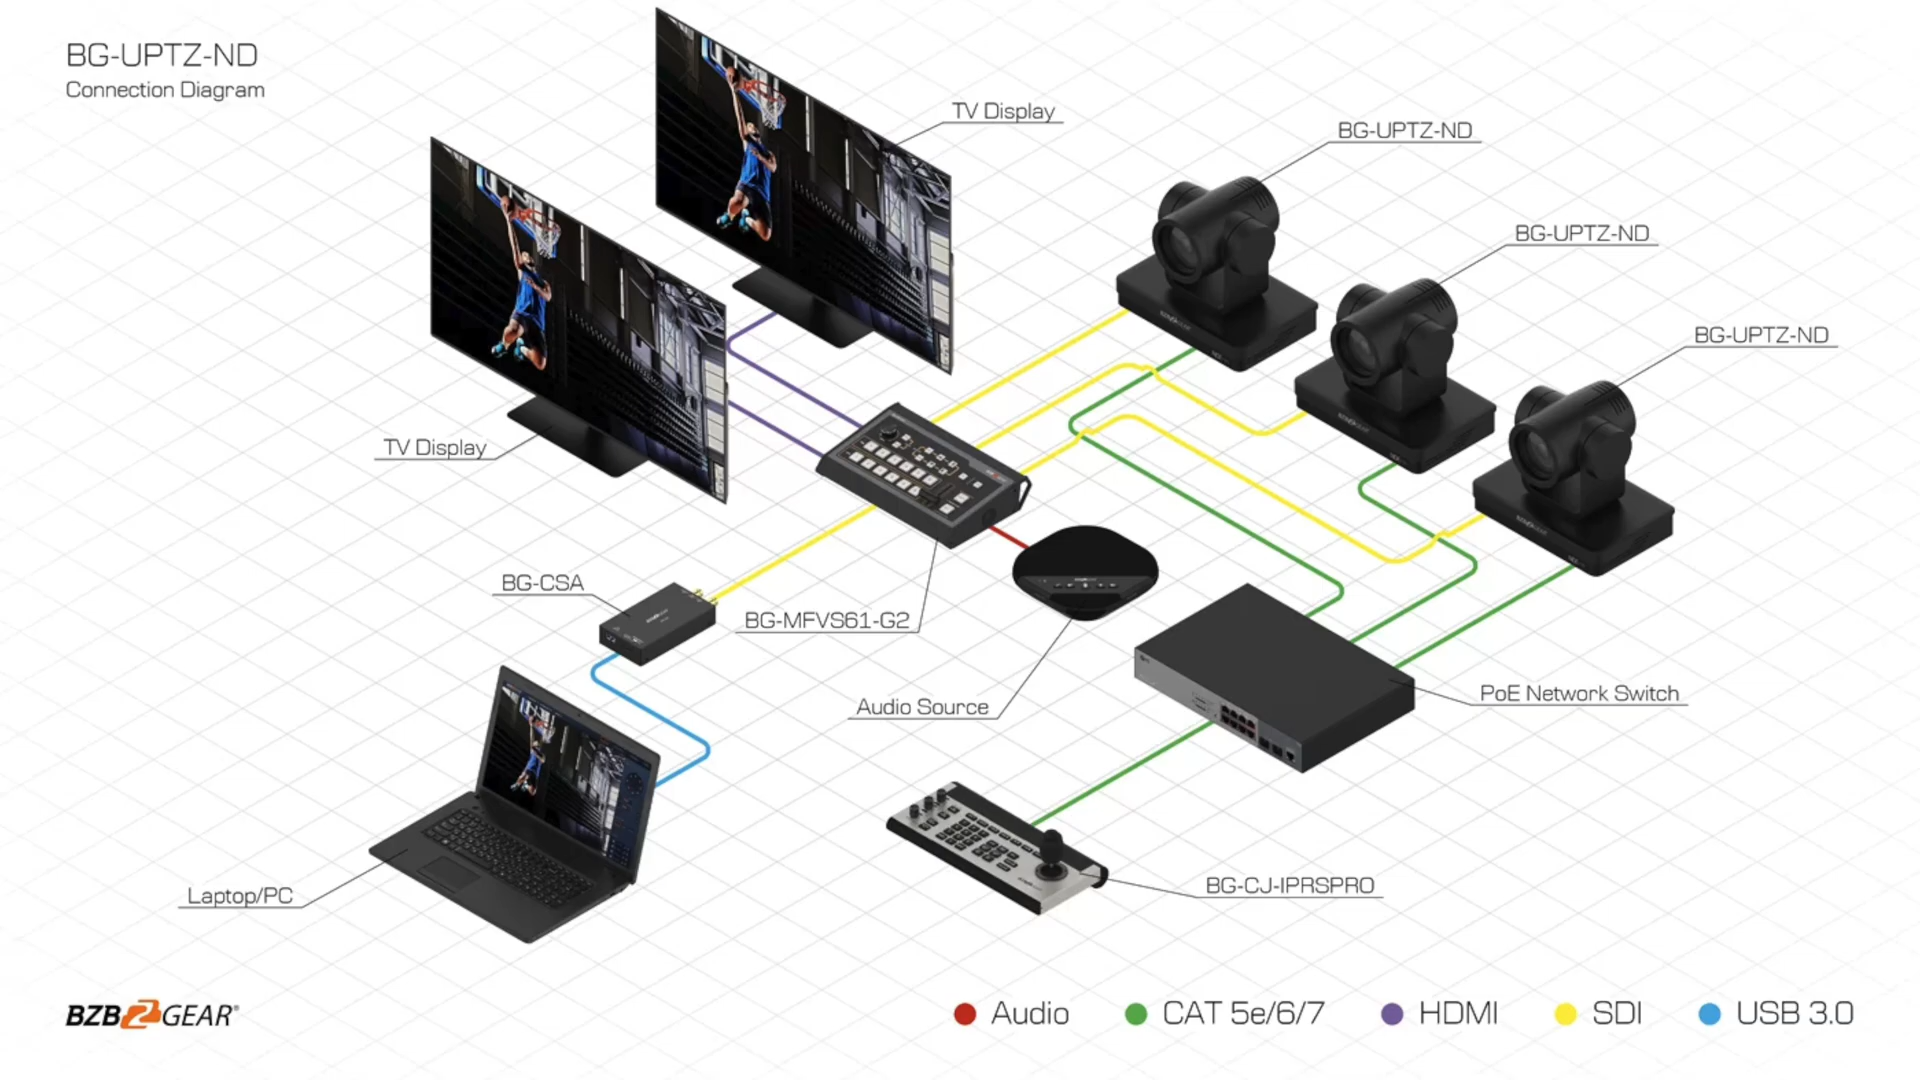 BG-UPTZ-ND
Connection Diagram
TV Display
BG-UPTZ-ND
BG-UPTZ-ND
BG-UPTZ-ND
TV Display
BG-CSA
BG-MFVS61-G2
Audio Source
PoE Network Switch
Laptop/PC
BG-CJ-IPRSPRO
BZBGEAR®
Audio
CAT 5e/6/7
HDMI
SDI
USB 3.0